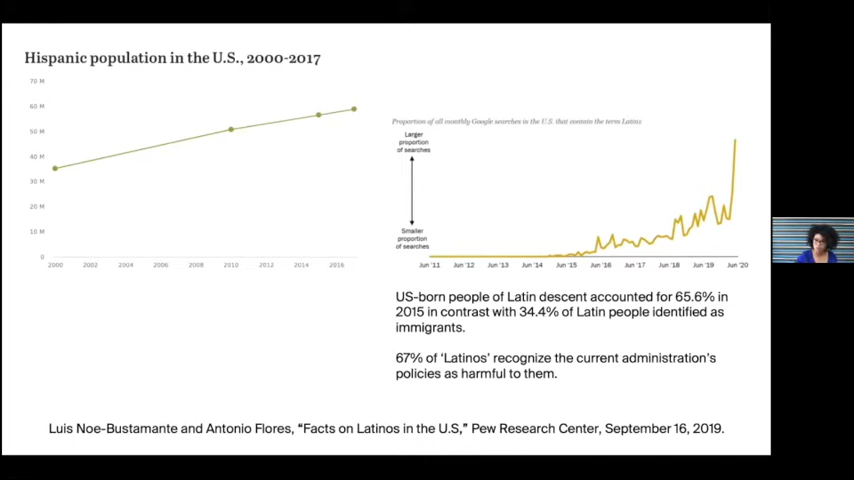 Hispanic population in the U.S., 2000-2017
70 M
60 M
50 M
40 M
30 M
20 M
10 M
0
2000 2002 2004 2006 2008 2010 2012 2014 2016
Proportion of all monthly Google searches in the U.S. that contain the term Latinx
Larger
proportion
of searches
Smaller
proportion
of searches
Jun '11 Jun '12 Jun '13 Jun '14 Jun '15 Jun '16 Jun '17 Jun '18 Jun '19 Jun '20
US-born people of Latin descent accounted for 65.6% in
2015 in contrast with 34.4% of Latin people identified as
immigrants.
67% of ‘Latinos’ recognize the current administration’s
policies as harmful to them.
Luis Noe-Bustamante and Antonio Flores, “Facts on Latinos in the U.S,” Pew Research Center, September 16, 2019.